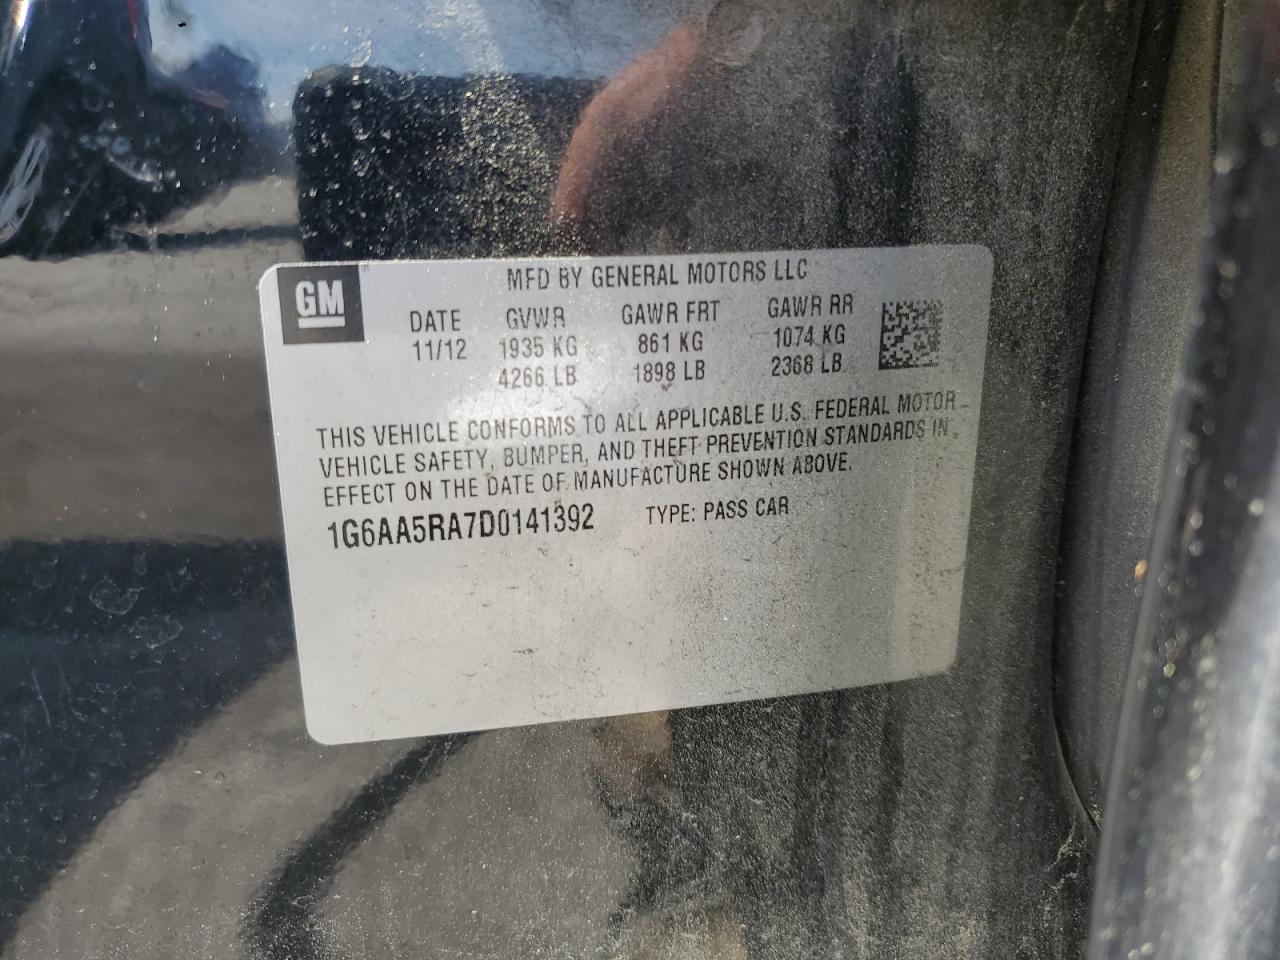 GM
MFD BY GENERAL MOTORS LLC
DATE GVWR GAWR FRT GAWR RR
11/12 1935 KG 861 KG 1074 KG
4266 LB 1898 LB 2368 LB
THIS VEHICLE CONFORMS TO ALL APPLICABLE U.S. FEDERAL MOTOR
VEHICLE SAFETY, BUMPER, AND THEFT PREVENTION STANDARDS IN
EFFECT ON THE DATE OF MANUFACTURE SHOWN ABOVE.
1G6AA5RA7D0141392 TYPE: PASS CAR